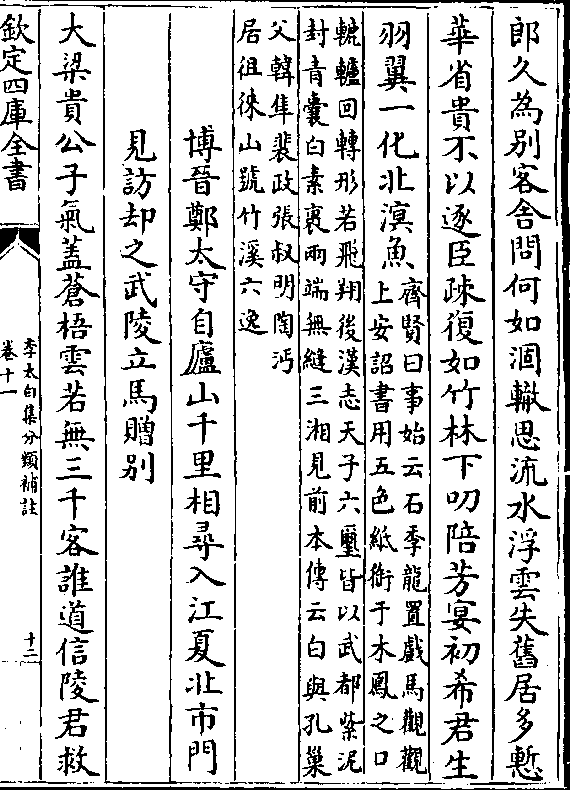 郎久為别客舍問何如涸轍思流水浮雲失舊居多慙
華省貴不以逐臣疎復如竹林下叨陪芳宴初希君生
羽翼一化北溟魚齊賢曰事始云石季龍置戲馬觀觀
上安詔書用五色紙銜于木鳳之口
轆轤回轉形若飛翔後漢志天子六璽皆以武都紫泥
封青囊白素裹兩端無縫三湘見前本傳云白與孔巢
父韓隼裴政張叔明陶沔
居徂徠山號竹溪六逸
博晉鄭太守自廬山千里相尋入江夏北市門
見訪却之武陵立馬贈别
大梁貴公子氣蓋蒼梧雲若無三千客誰道信陵君救
欽定四庫全書
李太白集分類補註
卷十一
十二